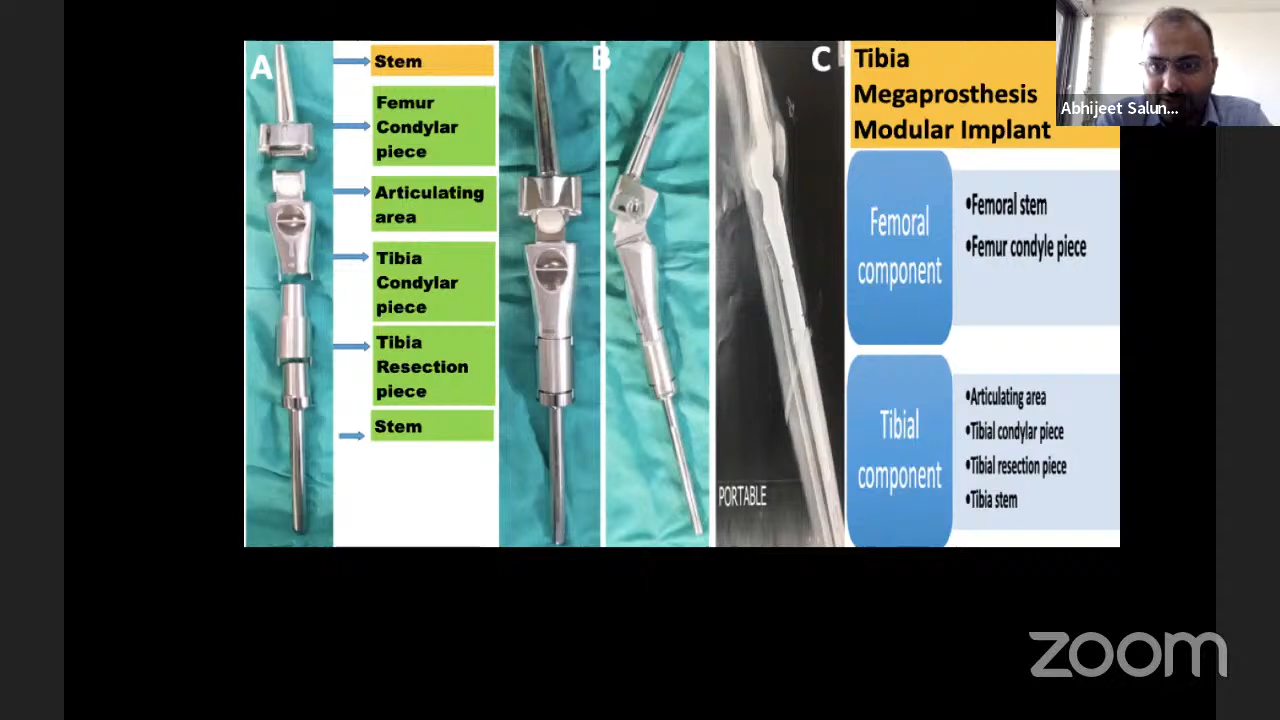 A
Stem
Femur
Condylar
piece
Articulating
area
Tibia
Condylar
piece
Tibia
Resection
piece
Stem
B
C
PORTABLE
Tibia
Megaprosthesis
Modular Implant
Femoral
component
•Femoral stem
•Femur condyle piece
Tibial
component
•Articulating area
•Tibial condylar piece
•Tibial resection piece
•Tibia stem
Abhijeet Salun...
zoom